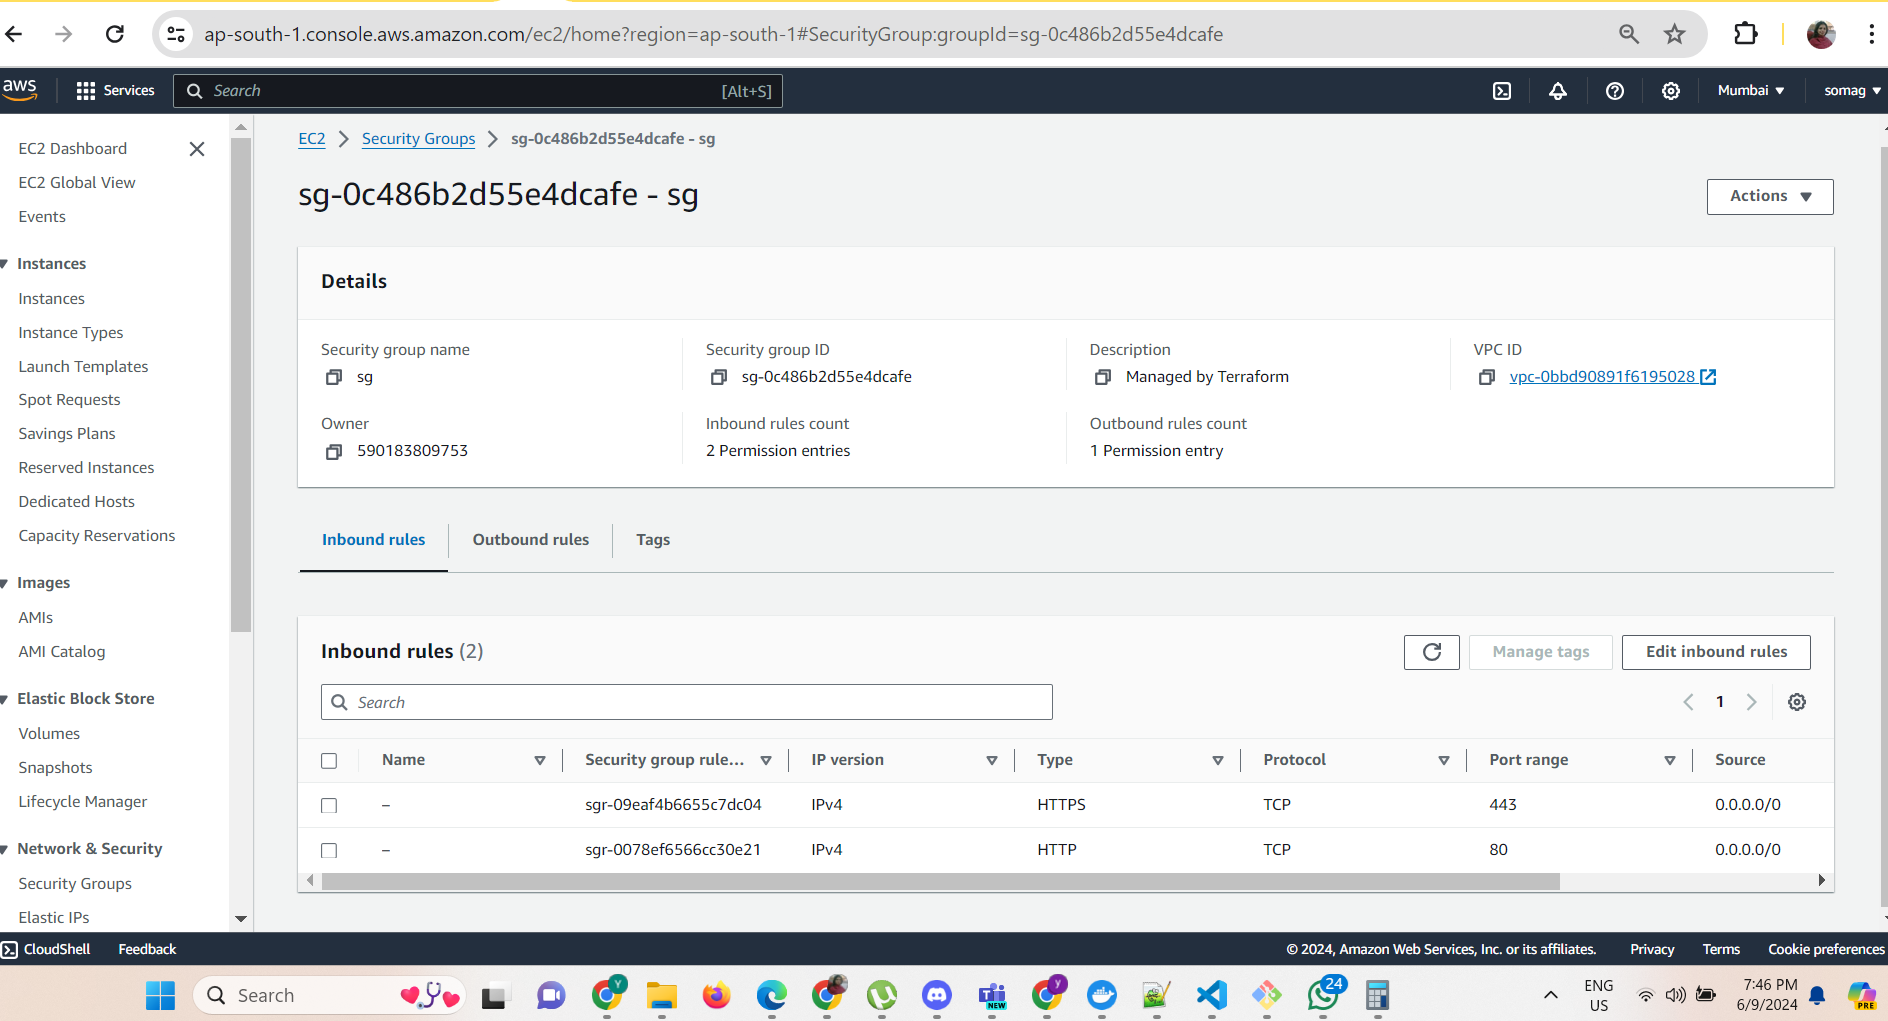 ap-south-1.console.aws.amazon.com/ec2/home?region=ap-south-1#SecurityGroup:groupId=sg-0c486b2d55e4dcafe
aws
Services
Search
[Alt+S]
Mumbai
somag
EC2 Dashboard
EC2 Global View
Events
Instances
Instances
Instance Types
Launch Templates
Spot Requests
Savings Plans
Reserved Instances
Dedicated Hosts
Capacity Reservations
Images
AMIs
AMI Catalog
Elastic Block Store
Volumes
Snapshots
Lifecycle Manager
Network & Security
Security Groups
Elastic IPs
EC2 > Security Groups > sg-0c486b2d55e4dcafe - sg
sg-0c486b2d55e4dcafe - sg
Actions
Details
Security group name
sg
Security group ID
sg-0c486b2d55e4dcafe
Description
Managed by Terraform
VPC ID
vpc-0bbd90891f6195028
Owner
590183809753
Inbound rules count
2 Permission entries
Outbound rules count
1 Permission entry
Inbound rules
Outbound rules
Tags
Inbound rules (2)
Manage tags
Edit inbound rules
Search
1
Name Security group rule... IP version Type Protocol Port range Source
– sgr-09eaf4b6655c7dc04 IPv4 HTTPS TCP 443 0.0.0.0/0
– sgr-0078ef6566cc30e21 IPv4 HTTP TCP 80 0.0.0.0/0
CloudShell
Feedback
© 2024, Amazon Web Services, Inc. or its affiliates.
Privacy
Terms
Cookie preferences
Search
Y
NEW
y
24
ENG
US
7:46 PM
6/9/2024
PRE